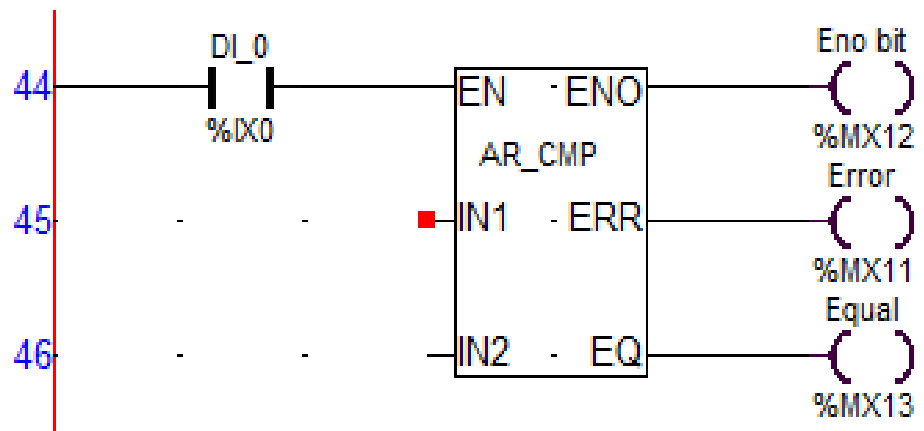 DI_0
Eno bit
44
EN
ENO
%IX0
AR_CMP
%MX12
Error
45
IN1
ERR
%MX11
Equal
46
IN2
EQ
%MX13